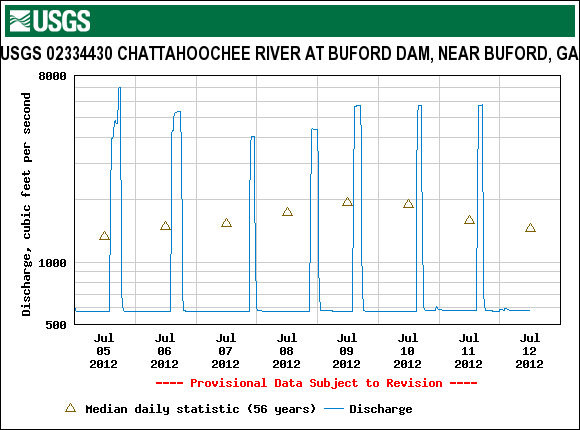 USGS
USGS 02334430 CHATTAHOOCHEE RIVER AT BUFORD DAM, NEAR BUFORD, GA
Discharge, cubic feet per second
8000
1000
500
Jul 05 2012
Jul 06 2012
Jul 07 2012
Jul 08 2012
Jul 09 2012
Jul 10 2012
Jul 11 2012
Jul 12 2012
---- Provisional Data Subject to Revision ----
Median daily statistic (56 years) Discharge